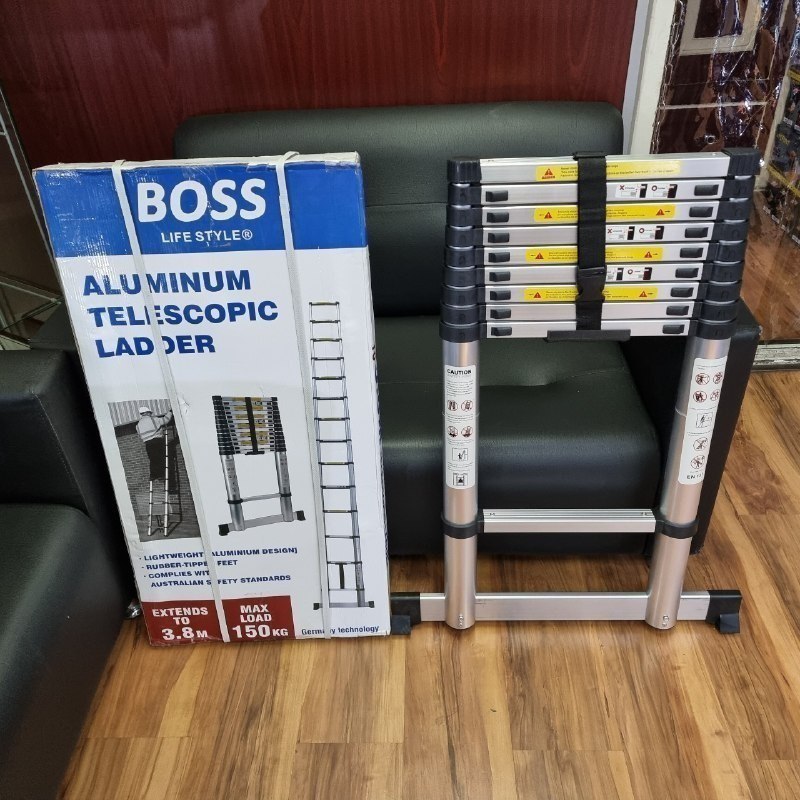 BOSS
LIFE STYLE®
ALUMINUM
TELESCOPIC
LADDER
• LIGHTWEIGHT [ALUMINIUM DESIGN]
• RUBBER-TIPPED FEET
• COMPLIES WITH
AUSTRALIAN SAFETY STANDARDS
EXTENDS
TO
3.8M
MAX
LOAD
150KG
Germany technology
CAUTION